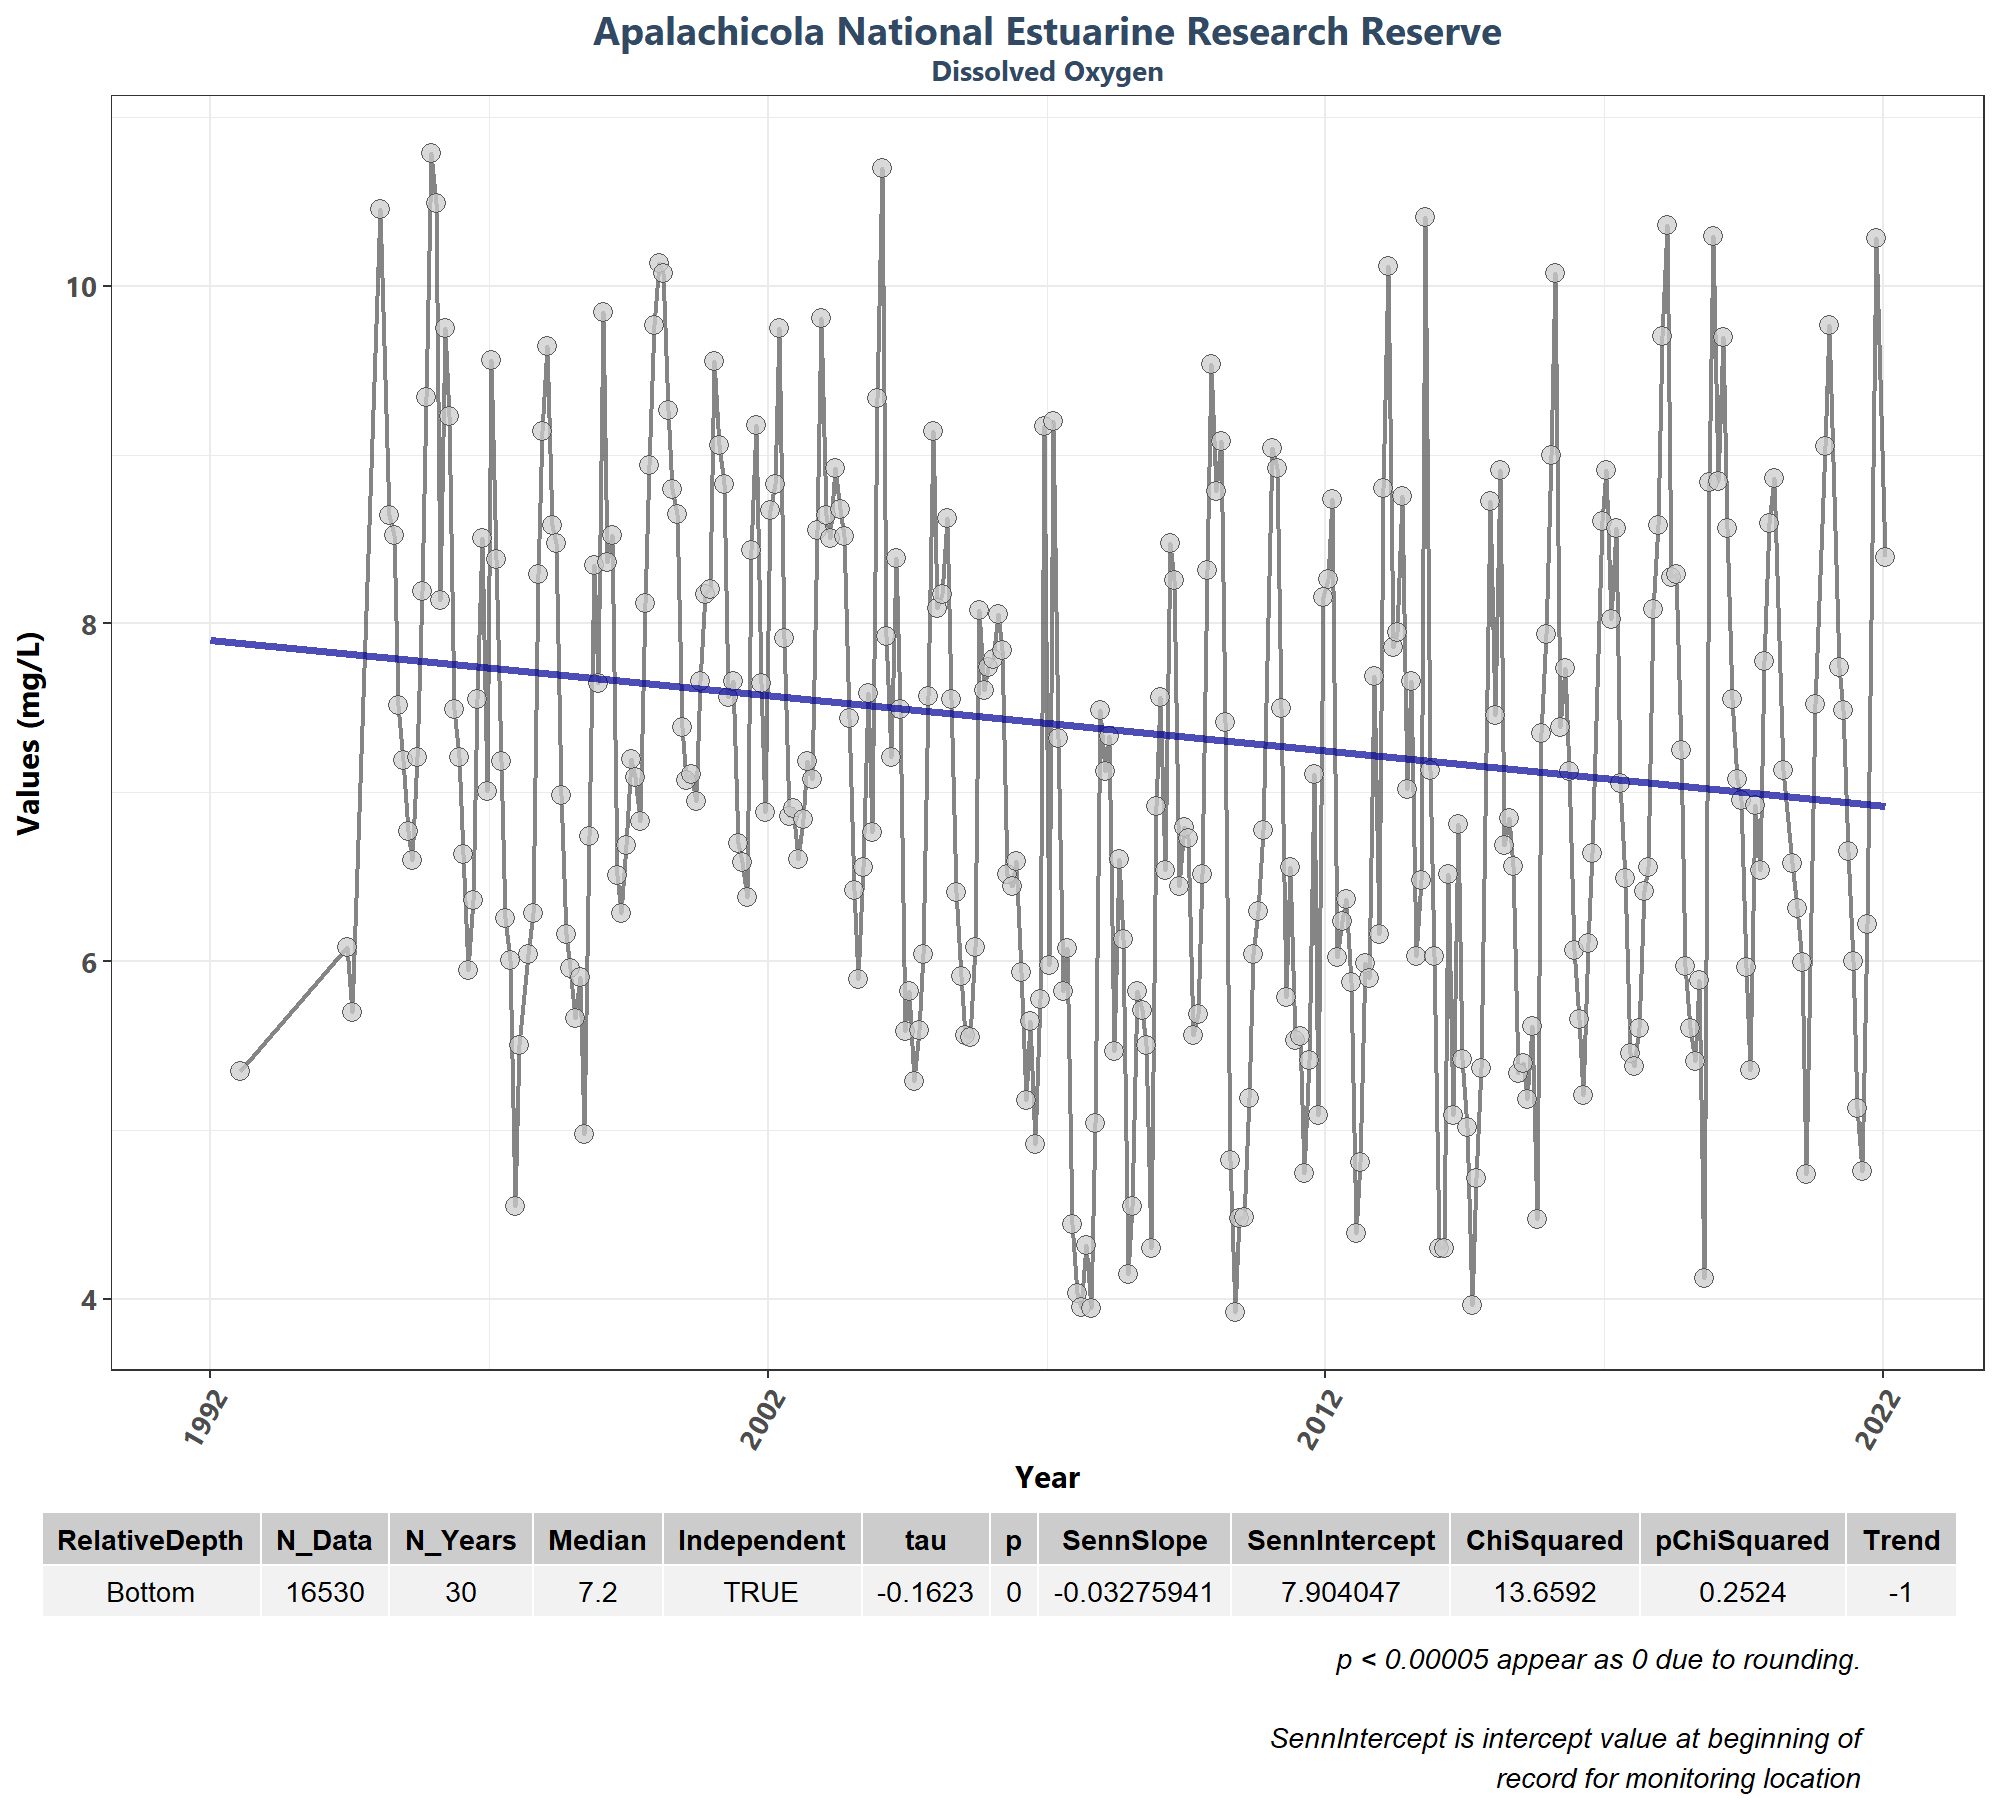 Apalachicola National Estuarine Research Reserve
Dissolved Oxygen
10
8
6
4
Values (mg/L)
1992 2002 2012 2022
Year
RelativeDepth N_Data N_Years Median Independent tau p SennSlope SennIntercept ChiSquared pChiSquared Trend
Bottom 16530 30 7.2 TRUE -0.1623 0 -0.03275941 7.904047 13.6592 0.2524 -1
p < 0.00005 appear as 0 due to rounding.
SennIntercept is intercept value at beginning of
record for monitoring location